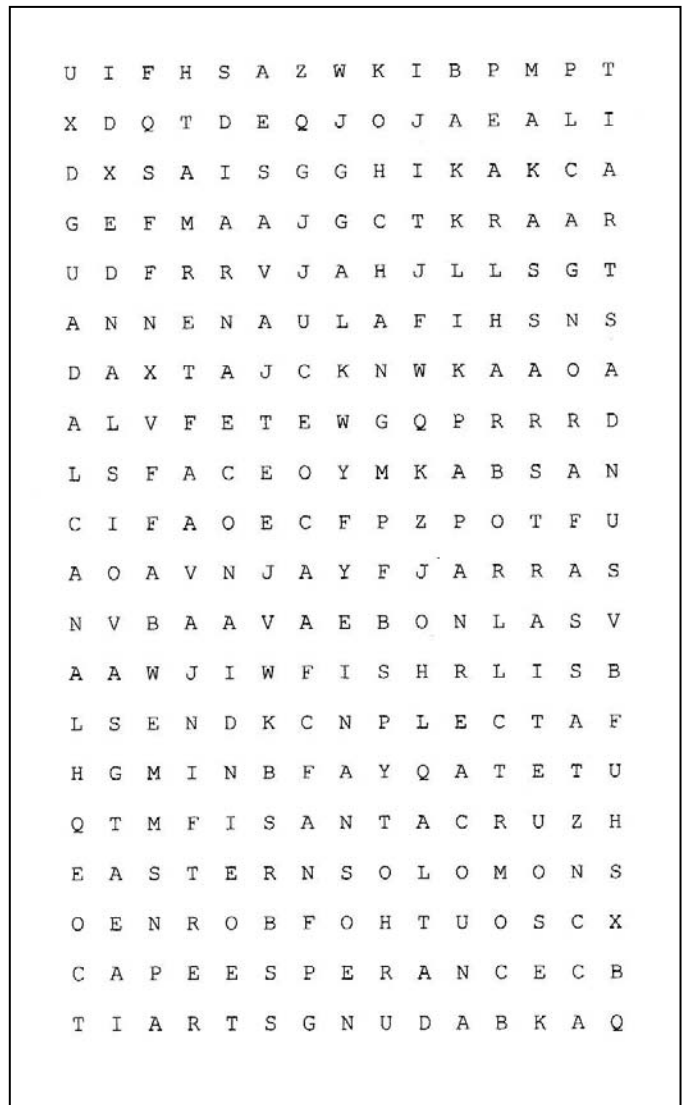 U I F H S A Z W K I B P M P T
X D Q T D E Q J O J A E A L I
D X S A I S G G H I K A K C A
G E F M A A J G C T K R A A R
U D F R R V J A H J L L S G T
A N N E N A U L A F I H S N S
D A X T A J C K N W K A A O A
A L V F E T E W G Q P R R R D
L S F A C E O Y M K A B S A N
C I F A O E C F P Z P O T F U
A O A V N J A Y F J A R R A S
N V B A A V A E B O N L A S V
A A W J I W F I S H R L I S B
L S E N D K C N P L E C T A F
H G M I N B F A Y Q A T E T U
Q T M F I S A N T A C R U Z H
E A S T E R N S O L O M O N S
O E N R O B F O H T U O S C X
C A P E E S P E R A N C E C B
T I A R T S G N U D A B K A Q